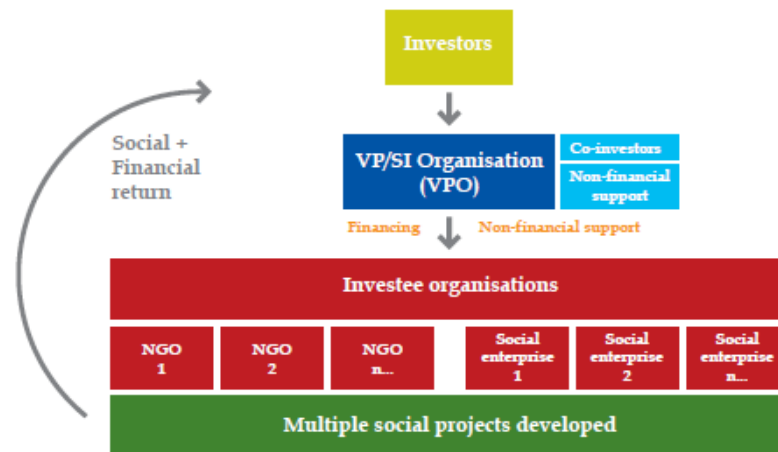 Investors
Social +
Financial
return
VP/SI Organisation
(VPO)
Co-investors
Non-financial
support
Financing
Non-financial support
Investee organisations
NGO
1
NGO
2
NGO
n...
Social
enterprise
1
Social
enterprise
2
Social
enterprise
n...
Multiple social projects developed